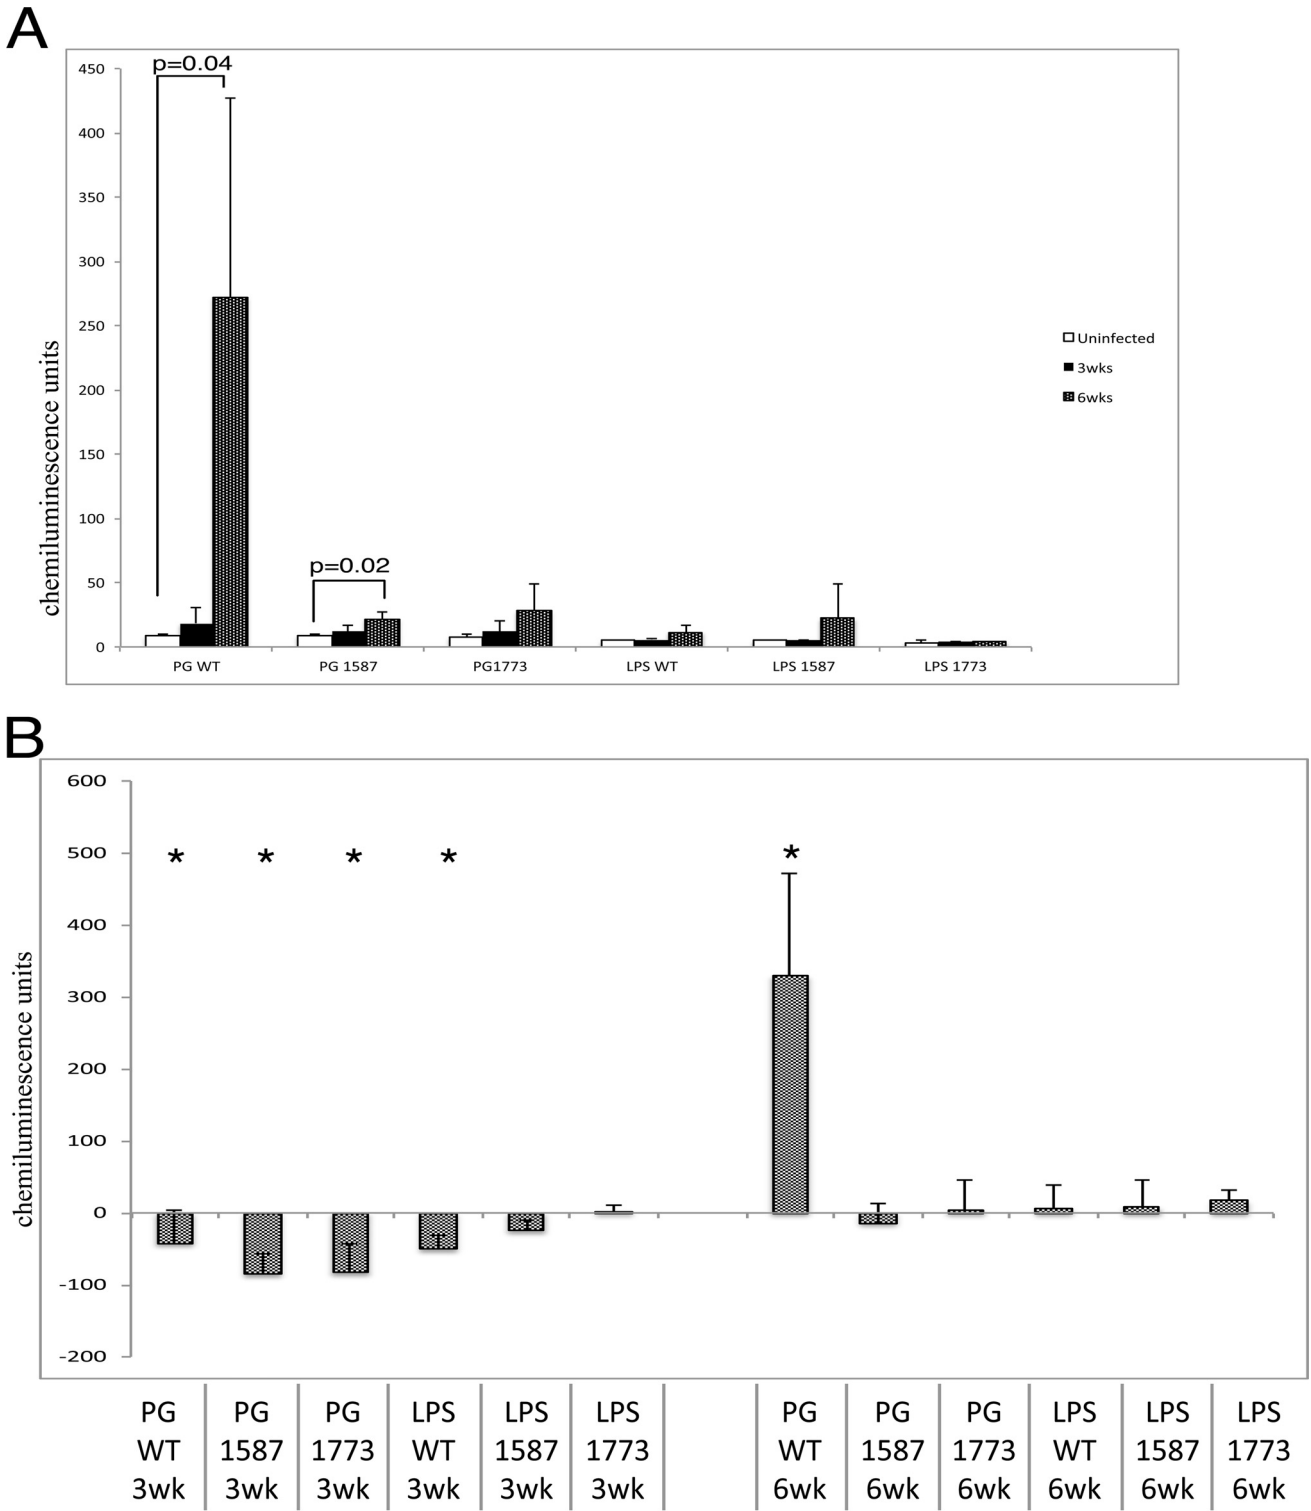 A
p=0.04
450
400
350
300
250
200
150
100
50
0
chemiluminescence units
p=0.02
Uninfected
3wks
6wks
PG WT
PG 1587
PG1773
LPS WT
LPS 1587
LPS 1773
B
600
500
400
300
200
100
0
-100
-200
chemiluminescence units
* * * * *
PG WT 3wk
PG 1587 3wk
PG 1773 3wk
LPS WT 3wk
LPS 1587 3wk
LPS 1773 3wk
PG WT 6wk
PG 1587 6wk
PG 1773 6wk
LPS WT 6wk
LPS 1587 6wk
LPS 1773 6wk